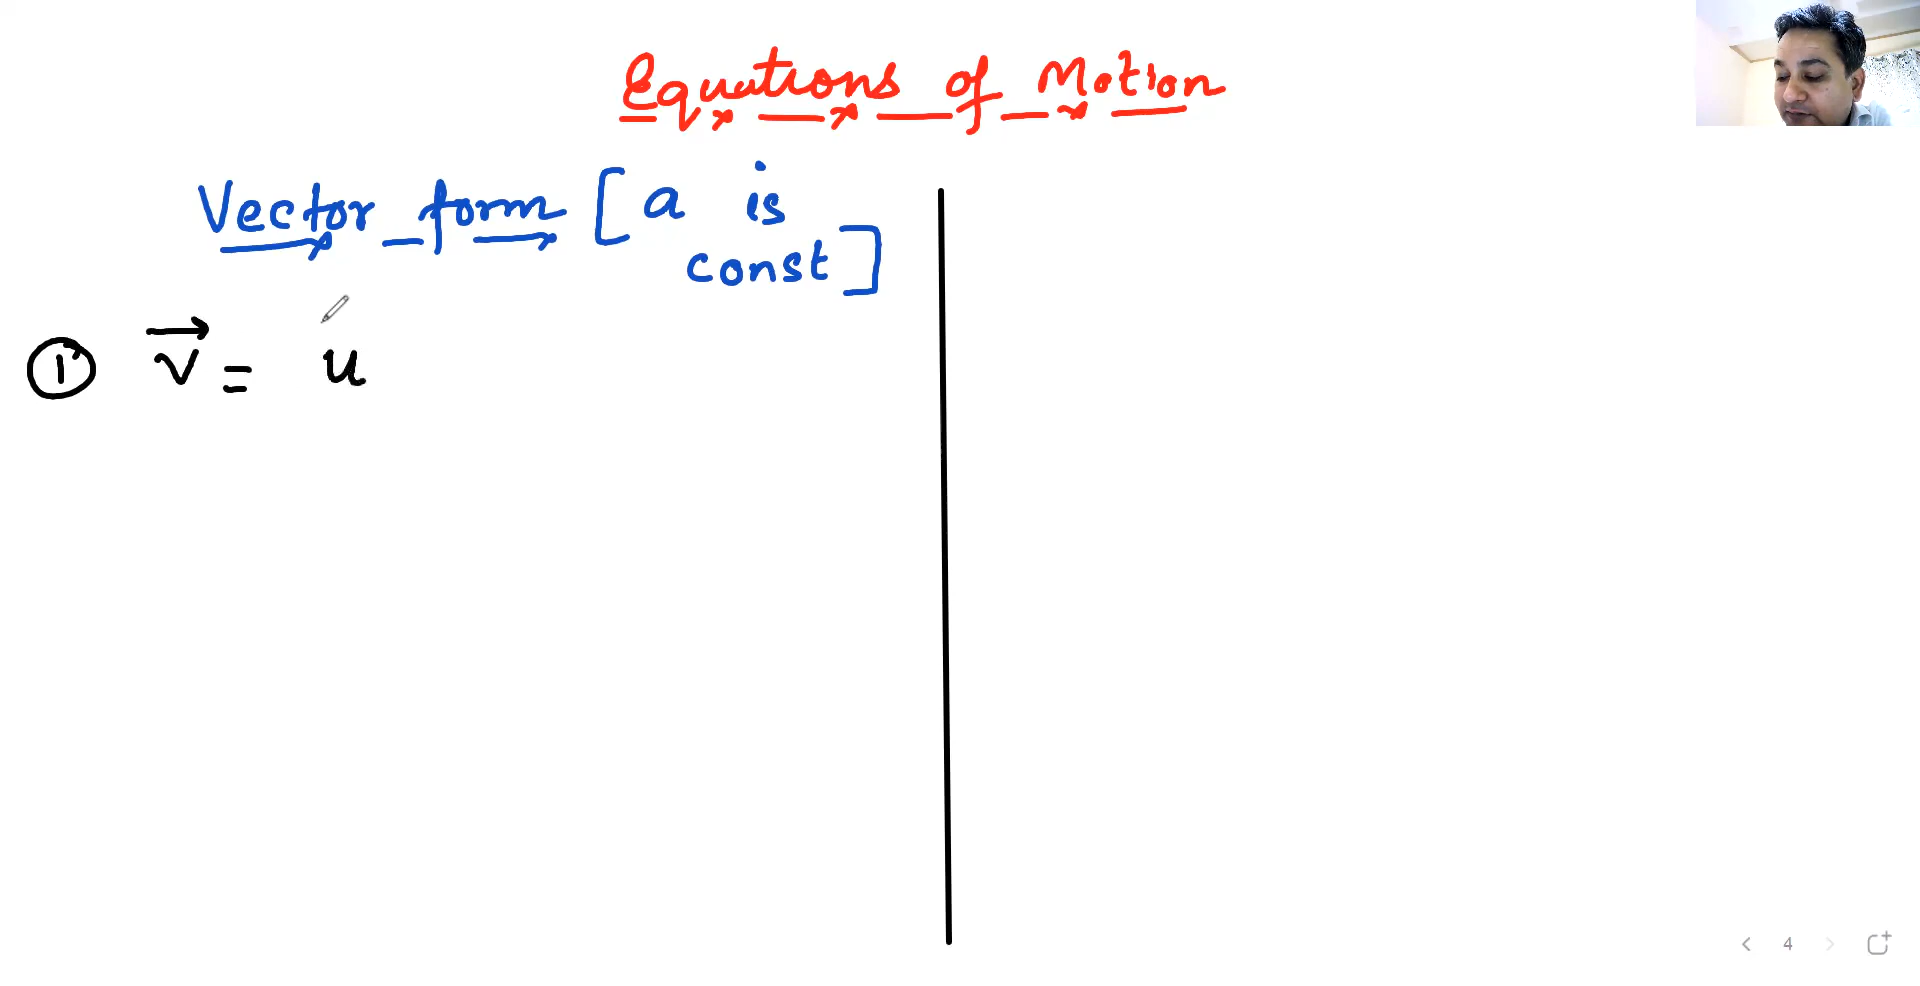 Equations of Motion
Vector form [a is
const]
① v⃗ = u
4